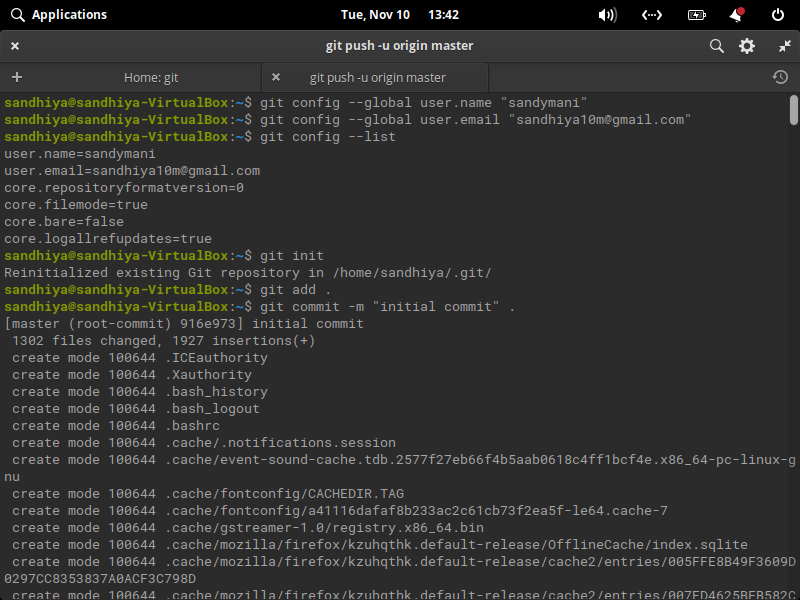 Applications
Tue, Nov 10 13:42
git push -u origin master
Home: git
git push -u origin master
sandhiya@sandhiya-VirtualBox:~$ git config --global user.name "sandymani"
sandhiya@sandhiya-VirtualBox:~$ git config --global user.email "sandhiya10m@gmail.com"
sandhiya@sandhiya-VirtualBox:~$ git config --list
user.name=sandymani
user.email=sandhiya10m@gmail.com
core.repositoryformatversion=0
core.filemode=true
core.bare=false
core.logallrefupdates=true
sandhiya@sandhiya-VirtualBox:~$ git init
Reinitialized existing Git repository in /home/sandhiya/.git/
sandhiya@sandhiya-VirtualBox:~$ git add .
sandhiya@sandhiya-VirtualBox:~$ git commit -m "initial commit" .
[master (root-commit) 916e973] initial commit
1302 files changed, 1927 insertions(+)
create mode 100644 .ICEauthority
create mode 100644 .Xauthority
create mode 100644 .bash_history
create mode 100644 .bash_logout
create mode 100644 .bashrc
create mode 100644 .cache/.notifications.session
create mode 100644 .cache/event-sound-cache.tdb.2577f27eb66f4b5aab0618c4ff1bcf4e.x86_64-pc-linux-g
nu
create mode 100644 .cache/fontconfig/CACHEDIR.TAG
create mode 100644 .cache/fontconfig/a41116dafaf8b233ac2c61cb73f2ea5f-le64.cache-7
create mode 100644 .cache/gstreamer-1.0/registry.x86_64.bin
create mode 100644 .cache/mozilla/firefox/kzuhqthk.default-release/OfflineCache/index.sqlite
create mode 100644 .cache/mozilla/firefox/kzuhqthk.default-release/cache2/entries/005FFE8B49F3609D
0297CC8353837A0ACF3C798D
create mode 100644 .cache/mozilla/firefox/kzuhqthk.default-release/cache2/entries/007FD4625BFB582C